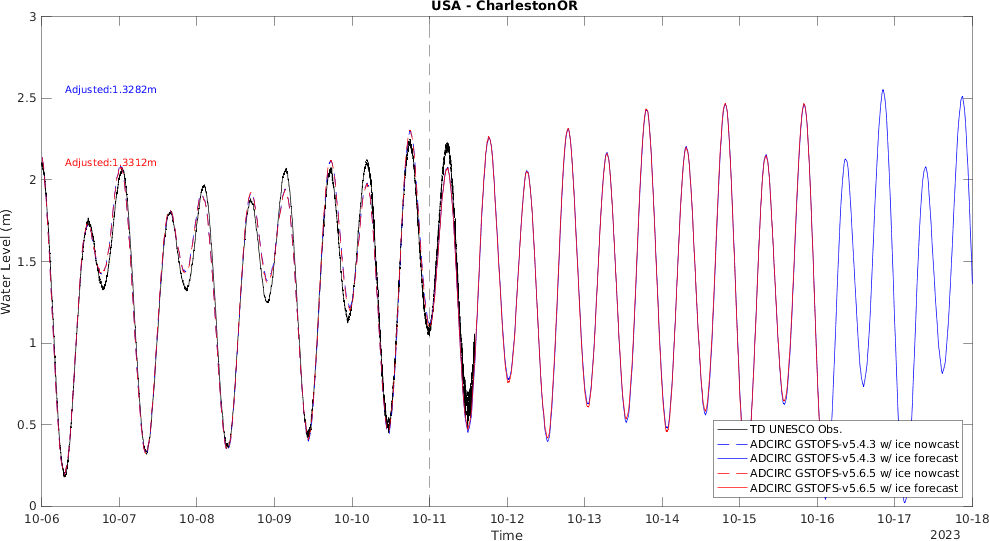 USA - CharlestonOR
3
2.5
2
1.5
1
0.5
0
Water Level (m)
Adjusted:1.3282m
Adjusted:1.3312m
TD UNESCO Obs.
ADCIRC GSTOFS-v5.4.3 w/ ice nowcast
ADCIRC GSTOFS-v5.4.3 w/ ice forecast
ADCIRC GSTOFS-v5.6.5 w/ ice nowcast
ADCIRC GSTOFS-v5.6.5 w/ ice forecast
10-06 10-07 10-08 10-09 10-10 10-11 10-12 10-13 10-14 10-15 10-16 10-17 10-18
Time
2023